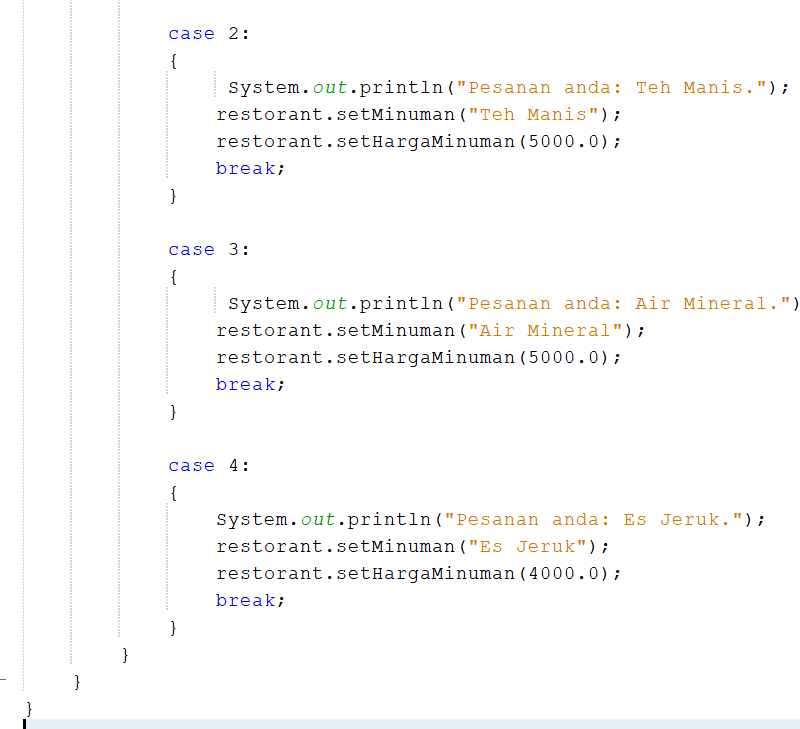 case 2:
{
System.out.println("Pesanan anda: Teh Manis.");
restorant.setMinuman("Teh Manis");
restorant.setHargaMinuman(5000.0);
break;
}
case 3:
{
System.out.println("Pesanan anda: Air Mineral.")
restorant.setMinuman("Air Mineral");
restorant.setHargaMinuman(5000.0);
break;
}
case 4:
{
System.out.println("Pesanan anda: Es Jeruk.");
restorant.setMinuman("Es Jeruk");
restorant.setHargaMinuman(4000.0);
break;
}
}
}
}